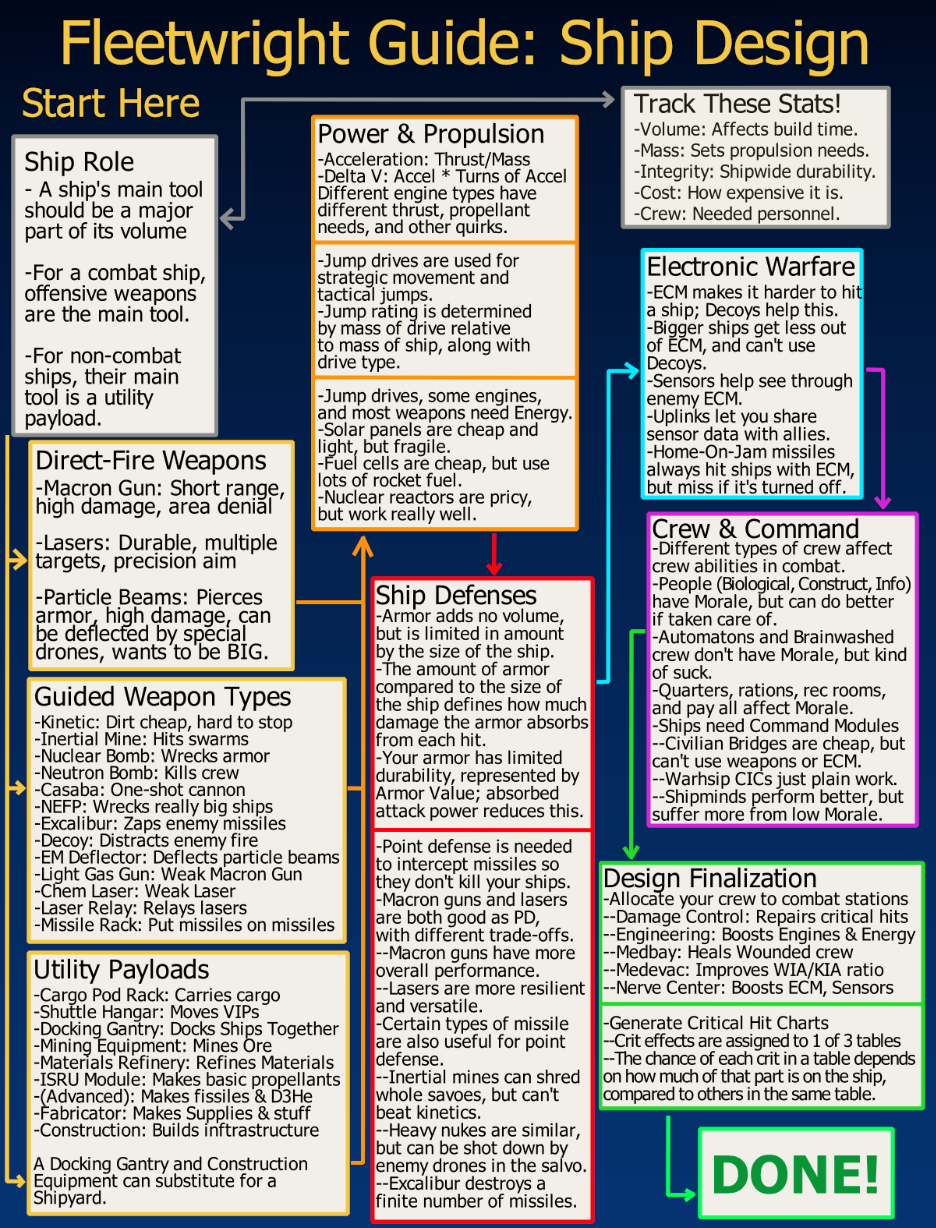 Fleetwright Guide: Ship Design
Start Here
Ship Role
- A ship's main tool
should be a major
part of its volume
-For a combat ship,
offensive weapons
are the main tool.
-For non-combat
ships, their main
tool is a utility
payload.
Track These Stats!
-Volume: Affects build time.
-Mass: Sets propulsion needs.
-Integrity: Shipwide durability.
-Cost: How expensive it is.
-Crew: Needed personnel.
Direct-Fire Weapons
-Macron Gun: Short range,
high damage, area denial
-Lasers: Durable, multiple
targets, precision aim
-Particle Beams: Pierces
armor, high damage, can
be deflected by special
drones, wants to be BIG.
Guided Weapon Types
-Kinetic: Dirt cheap, hard to stop
-Inertial Mine: Hits swarms
-Nuclear Bomb: Wrecks armor
-Neutron Bomb: Kills crew
-Casaba: One-shot cannon
-NEFP: Wrecks really big ships
-Excalibur: Zaps enemy missiles
-Decoy: Distracts enemy fire
-EM Deflector: Deflects particle beams
-Light Gas Gun: Weak Macron Gun
-Chem Laser: Weak Laser
-Laser Relay: Relays lasers
-Missile Rack: Put missiles on missiles
Utility Payloads
-Cargo Pod Rack: Carries cargo
-Shuttle Hangar: Moves VIPs
-Docking Gantry: Docks Ships Together
-Mining Equipment: Mines Ore
-Materials Refinery: Refines Materials
-ISRU Module: Makes basic propellants
-(Advanced): Makes fissiles & D3He
-Fabricator: Makes Supplies & stuff
-Construction: Builds inftrastructure
A Docking Gantry and Construction
Equipment can substitute for a
Shipyard.
Power & Propulsion
-Acceleration: Thrust/Mass
-Delta V: Accel * Turns of Accel
Different engine types have
different thrust, propellant
needs, and other quirks.
-Jump drives are used for
strategic movement and
tactical jumps.
-Jump rating is determined
by mass of drive relative
to mass of ship, along with
drive type.
-Jump drives, some engines,
and most weapons need Energy.
-Solar panels are cheap and
light, but fragile.
-Fuel cells are cheap, but use
lots of rocket fuel.
-Nuclear reactors are pricy,
but work really well.
Ship Defenses
-Armor adds no volume,
but is limited in amount
by the size of the ship.
-The amount of armor
compared to the size of
the ship defines how much
damage the armor absorbs
from each hit.
-Your armor has limited
durability, represented by
Armor Value; absorbed
attack power reduces this.
-Point defense is needed
to intercept missiles so
they don't kill your ships.
-Macron guns and lasers
are both good as PD,
with different trade-offs.
--Macron guns have more
overall performance.
--Lasers are more resilient
and versatile.
-Certain types of missile
are also useful for point
defense.
--Inertial mines can shred
whole savoes, but can't
beat kinetics.
--Heavy nukes are similar,
but can be shot down by
enemy drones in the salvo.
--Excalibur destroys a
finite number of missiles.
Electronic Warfare
-ECM makes it harder to hit
a ship; Decoys help this.
-Bigger ships get less out
of ECM, and can't use
Decoys.
-Sensors help see through
enemy ECM.
-Uplinks let you share
sensor data with allies.
-Home-On-Jam missiles
always hit ships with ECM,
but miss if it's turned off.
Crew & Command
-Different types of crew affect
crew abilities in combat.
-People (Biological, Construct, Info)
have Morale, but can do better
if taken care of.
-Automatons and Brainwashed
crew don't have Morale, but kind
of suck.
-Quarters, rations, rec rooms,
and pay all affect Morale.
-Ships need Command Modules
--Civilian Bridges are cheap, but
can't use weapons or ECM.
--Warhsip CICs just plain work.
--Shipminds perform better, but
suffer more from low Morale.
Design Finalization
-Allocate your crew to combat stations
--Damage Control: Repairs critical hits
--Engineering: Boosts Engines & Energy
--Medbay: Heals Wounded crew
--Medevac: Improves WIA/KIA ratio
--Nerve Center: Boosts ECM, Sensors
-Generate Critical Hit Charts
--Crit effects are assigned to 1 of 3 tables
--The chance of each crit in a table depends
on how much of that part is on the ship,
compared to others in the same table.
DONE!